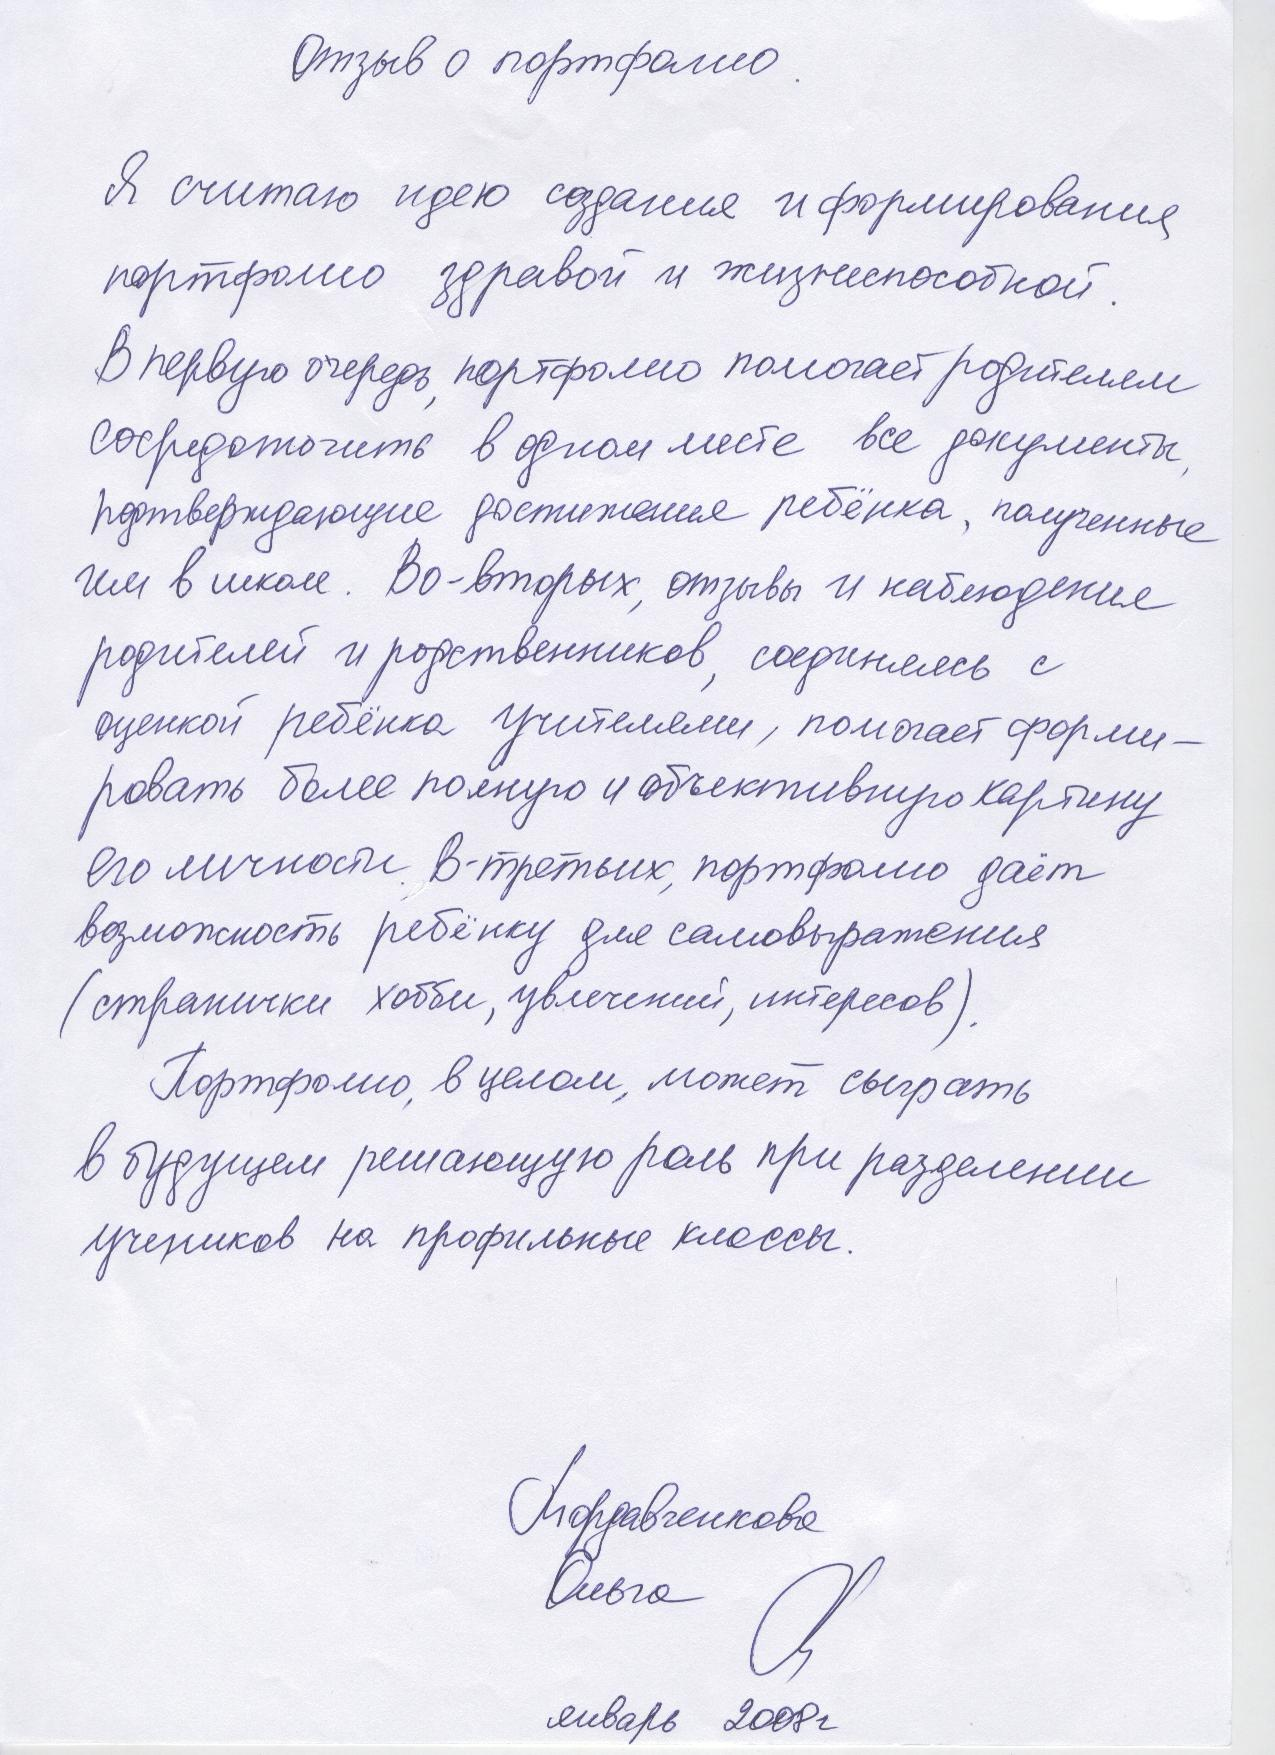 Отзыв о портфолио.
Я считаю идею создания и формирования
портфолио здравой и жизнеспособной.
В первую очередь, портфолио помогает родителям
сосредоточить в одном месте все документы,
подтверждающие достижения ребёнка, полученные
им в школе. Во-вторых, отзывы и наблюдения
родителей и родственников, соединяясь с
оценкой ребёнка учителями, помогает форми-
ровать более полную и объективную картину
его личности. В-третьих, портфолио даёт
возможность ребёнку для самовыражения
(странички хобби, увлечений, интересов).
Портфолио, в целом, может сыграть
в будущем решающую роль при разделении
учеников на профильные классы.
Мордавченкова
Ольга
январь 2008г